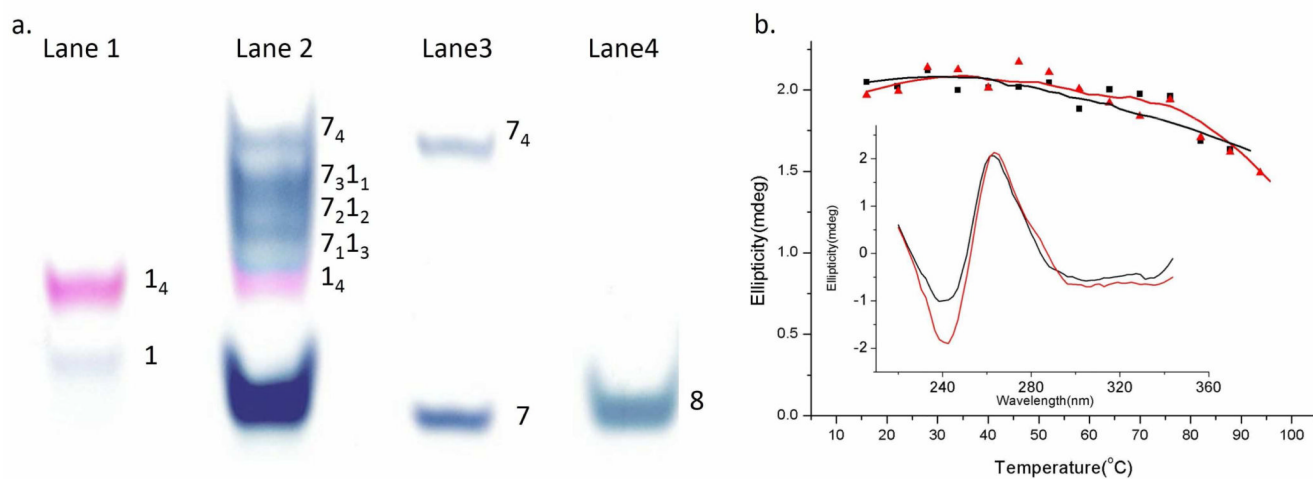 a.
Lane 1
Lane 2
Lane3
Lane4
7₄
7₃1₁
7₂1₂
7₁1₃
1₄
1₄
1
7₄
7
8
b.
Ellipticity(mdeg)
2.0
1.5
1.0
0.5
0.0
10 20 30 40 50 60 70 80 90 100
Temperature(°C)
Ellipticity(mdeg)
2
1
0
-1
-2
240 280 320 360
Wavelength(nm)